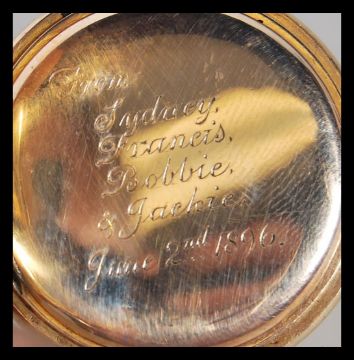 From
Sydney,
Francis,
Bobbie,
& Jackie
June 2nd 1896.